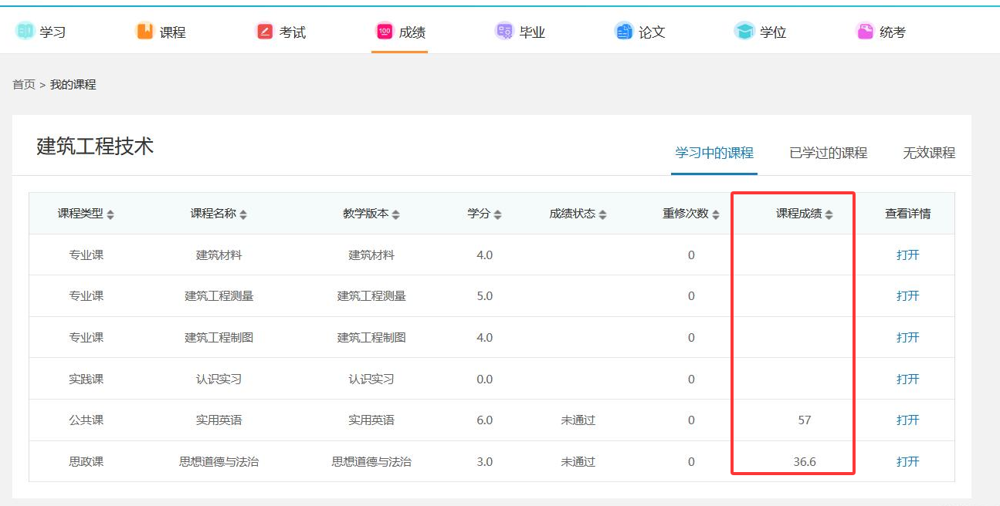 学习 课程 考试 100 成绩 毕业 论文 学位 统考
首页 > 我的课程
建筑工程技术
学习中的课程 已学过的课程 无效课程
课程类型 课程名称 教学版本 学分 成绩状态 重修次数 课程成绩 查看详情
专业课 建筑材料 建筑材料 4.0 0 打开
专业课 建筑工程测量 建筑工程测量 5.0 0 打开
专业课 建筑工程制图 建筑工程制图 4.0 0 打开
实践课 认识实习 认识实习 0.0 0 打开
公共课 实用英语 实用英语 6.0 未通过 0 57 打开
思政课 思想道德与法治 思想道德与法治 3.0 未通过 0 36.6 打开